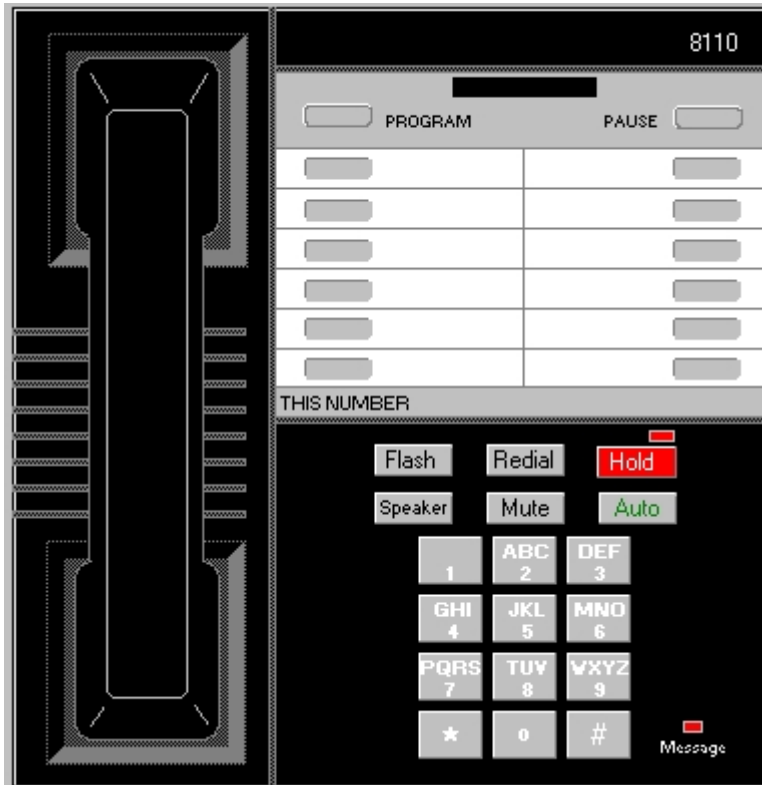 8110
PROGRAM PAUSE
THIS NUMBER
Flash Redial Hold
Speaker Mute Auto
1 ABC 2 DEF 3
GHI 4 JKL 5 MNO 6
PQRS 7 TUV 8 WXYZ 9
* 0 #
Message